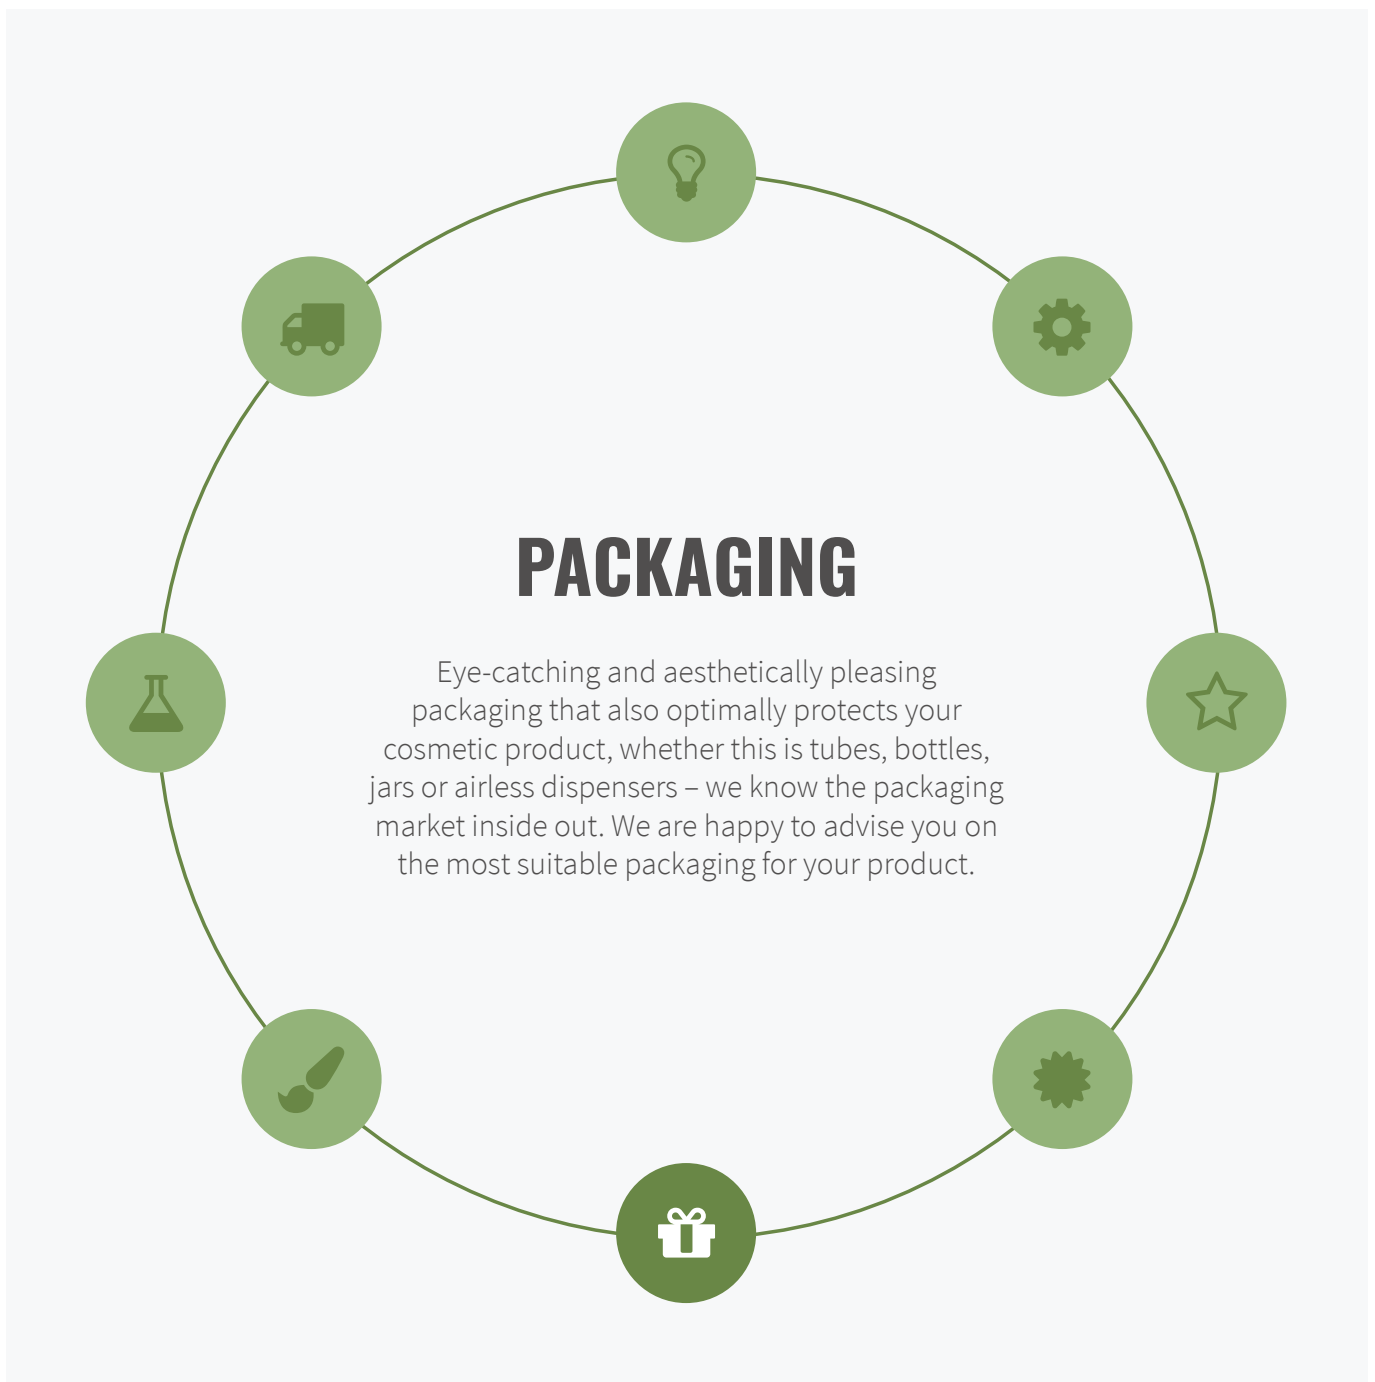 PACKAGING
Eye-catching and aesthetically pleasing
packaging that also optimally protects your
cosmetic product, whether this is tubes, bottles,
jars or airless dispensers – we know the packaging
market inside out. We are happy to advise you on
the most suitable packaging for your product.